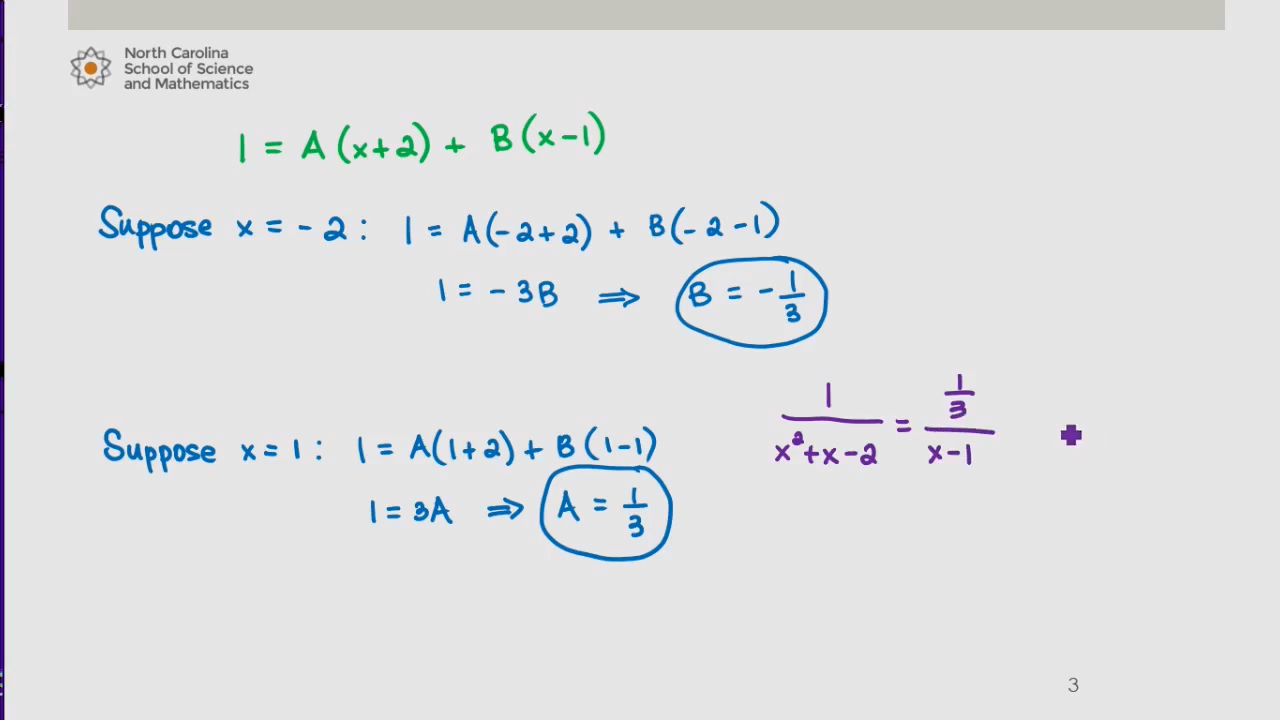 North Carolina
School of Science
and Mathematics
1 = A(x+2) + B(x-1)
Suppose x = -2: 1 = A(-2+2) + B(-2-1)
1 = -3B ⇒ B = -1/3
Suppose x = 1: 1 = A(1+2) + B(1-1)
1 = 3A ⇒ A = 1/3
1/(x²+x-2) = (1/3)/(x-1)
3